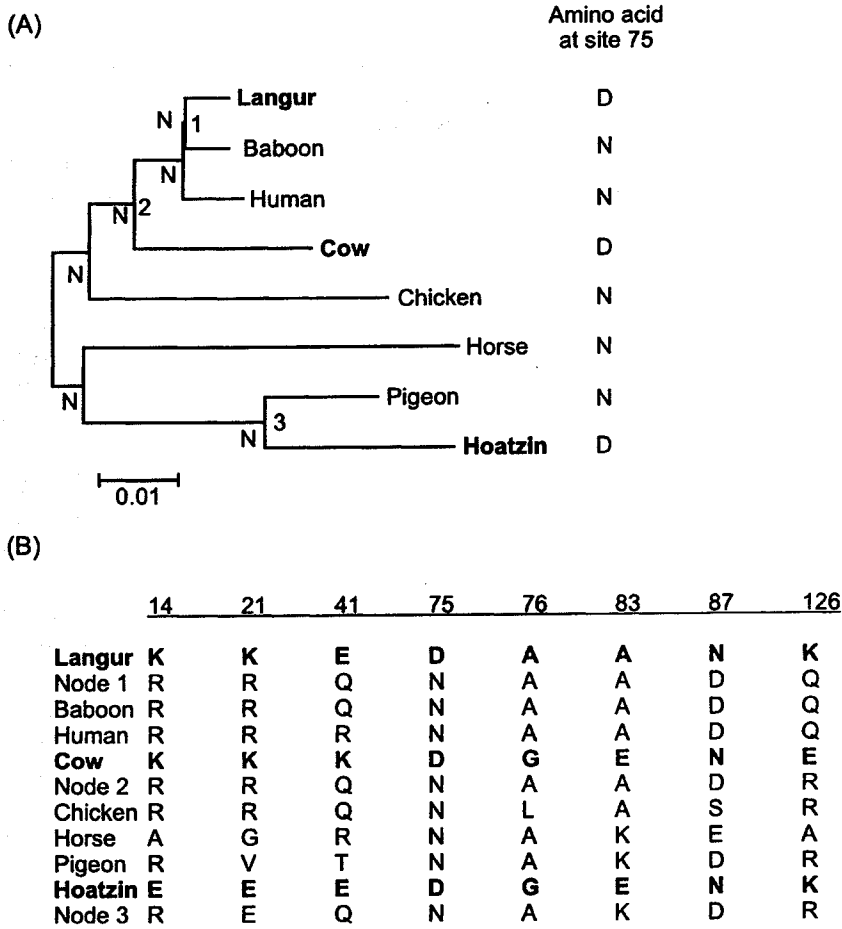 (A)
Amino acid
at site 75
Langur D
N 1
Baboon N
N
Human N
N 2
Cow D
N
Chicken N
Horse N
N
Pigeon N
3
N
Hoatzin D
0.01
(B)
14 21 41 75 76 83 87 126
Langur K K E D A A N K
Node 1 R R Q N A A D Q
Baboon R R Q N A A D Q
Human R R R N A A D Q
Cow K K K D G E N E
Node 2 R R Q N A A D R
Chicken R R Q N L A S R
Horse A G R N A K E A
Pigeon R V T N A K D R
Hoatzin E E E D G E N K
Node 3 R E Q N A K D R